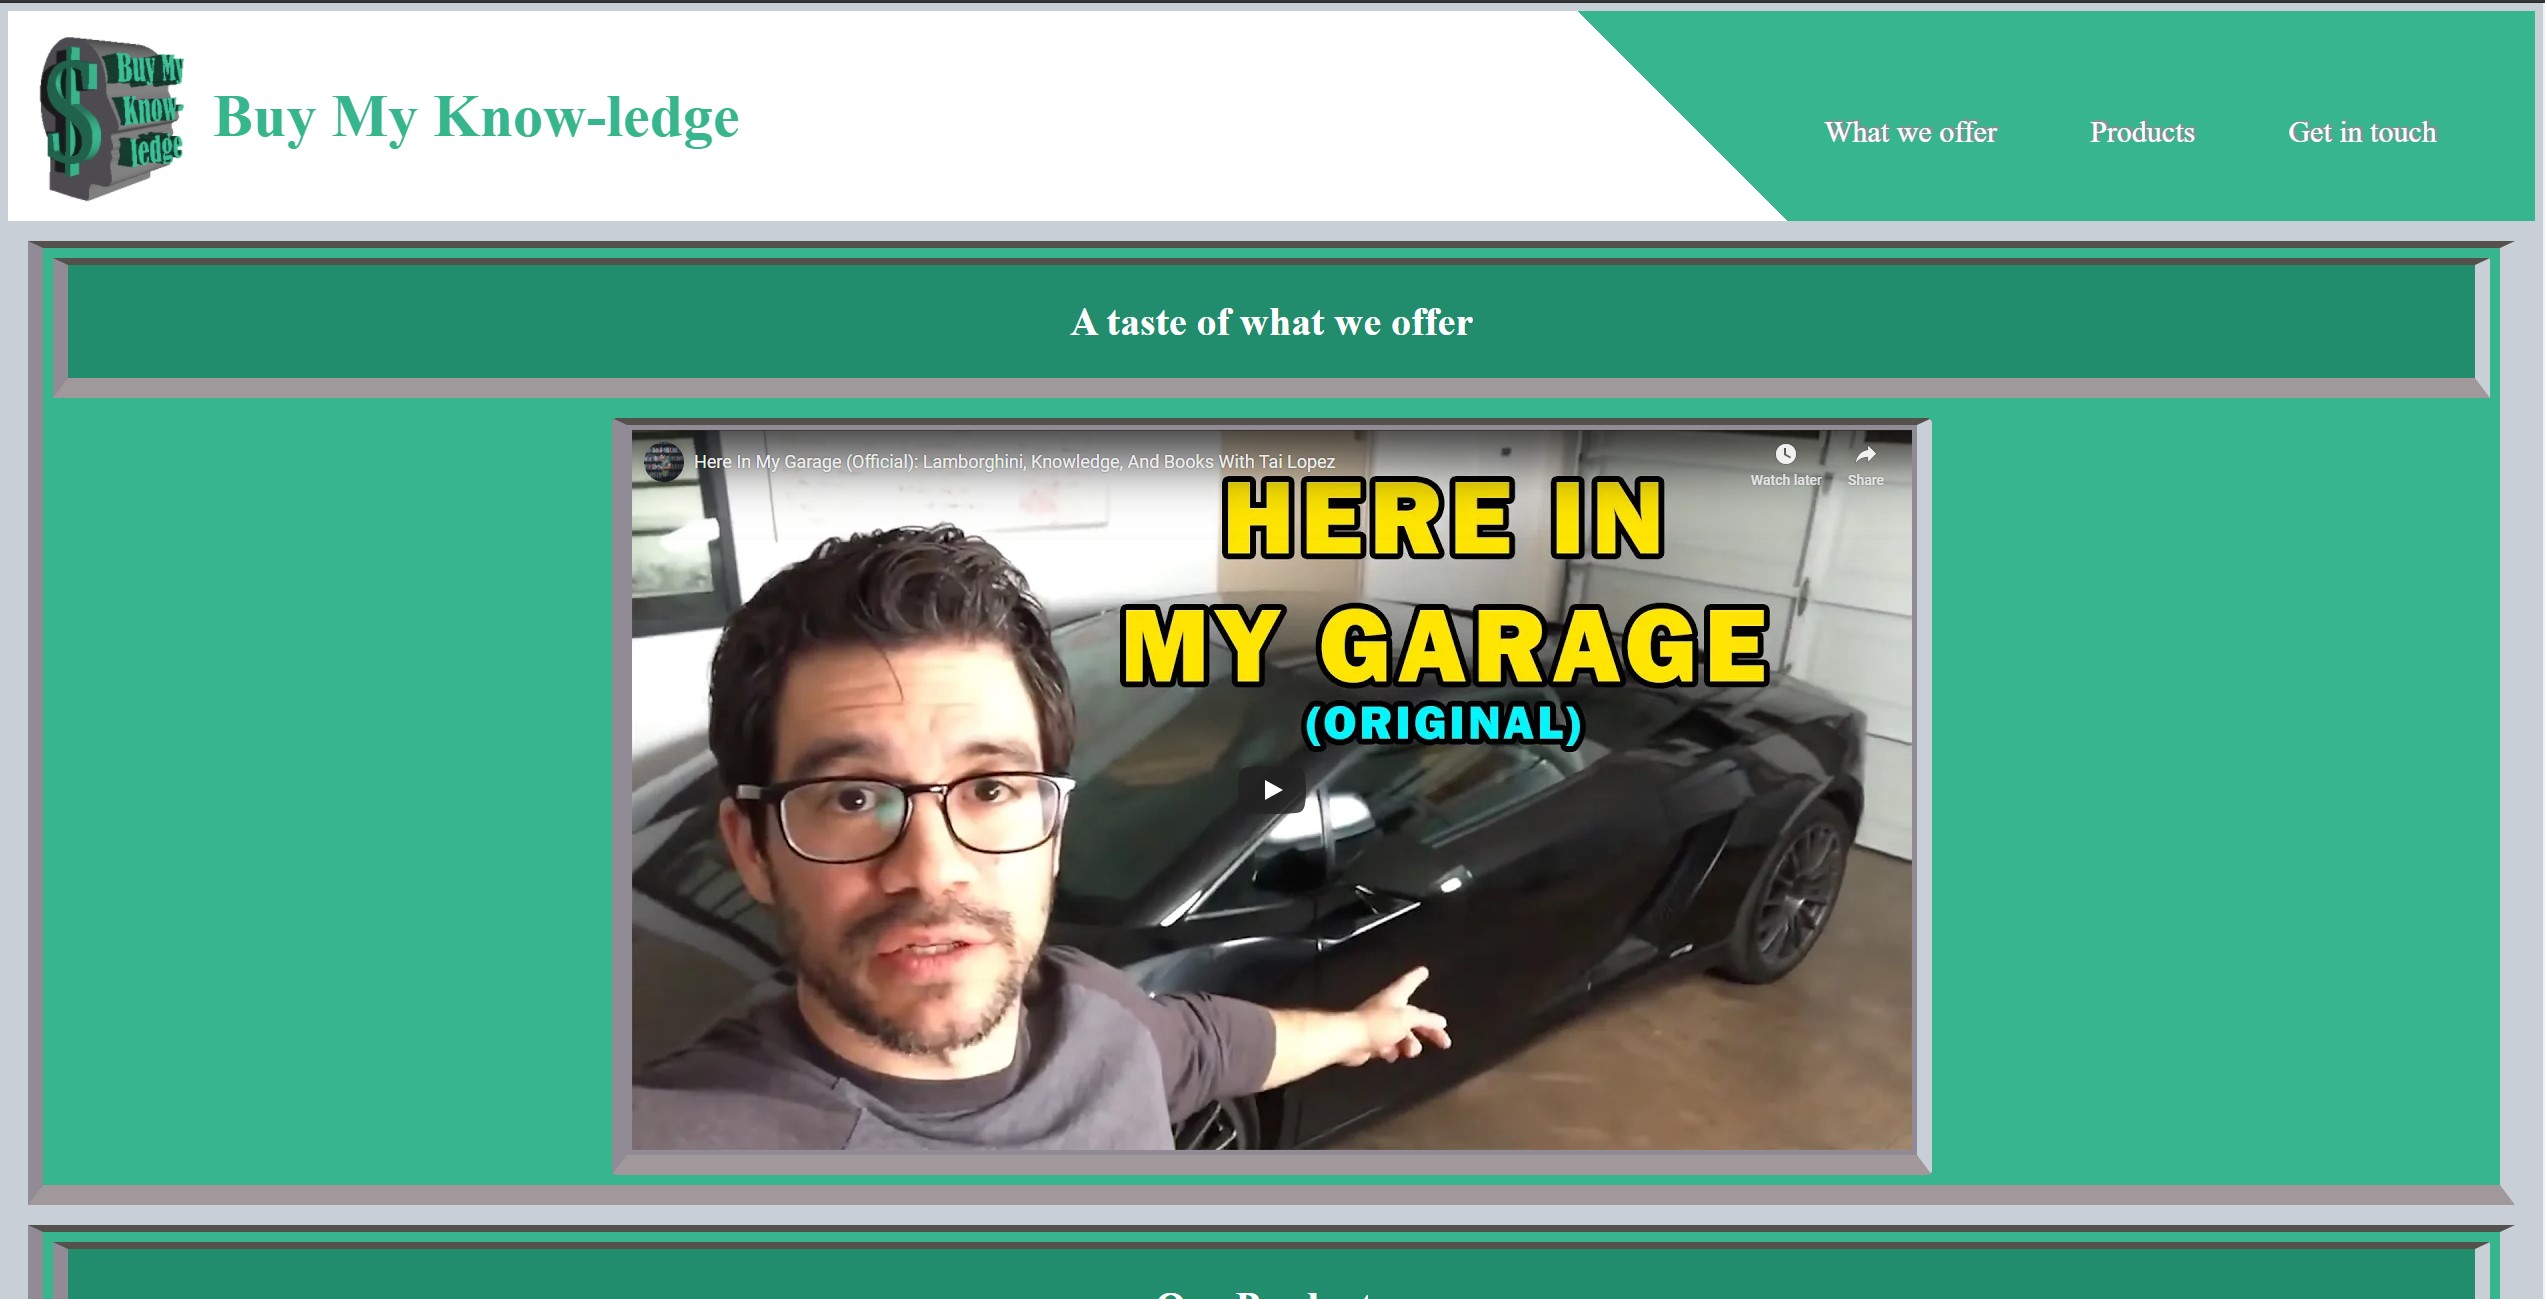 $
Buy My
Know-
ledge
Buy My Know-ledge
What we offer
Products
Get in touch
A taste of what we offer
Here In My Garage (Official): Lamborghini, Knowledge, And Books With Tai Lopez
Watch later
Share
HERE IN
MY GARAGE
(ORIGINAL)